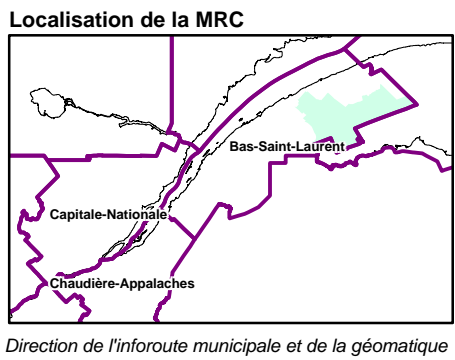 Localisation de la MRC
Bas-Saint-Laurent
Capitale-Nationale
Chaudière-Appalaches
Direction de l'inforoute municipale et de la géomatique